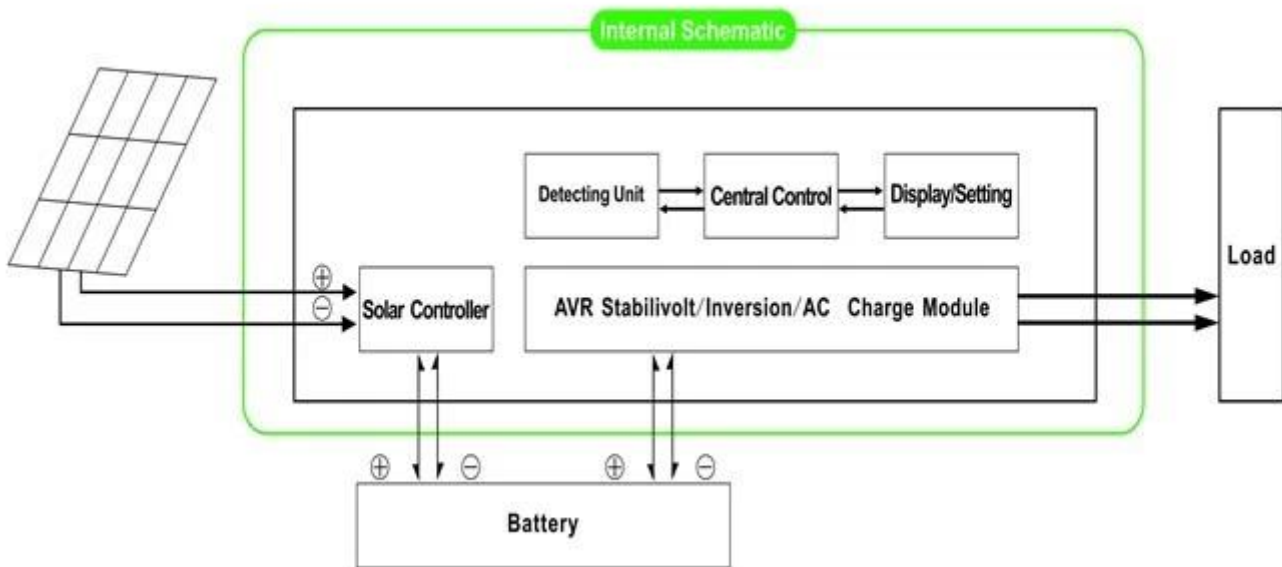 Internal Schematic
Detecting Unit
Central Control
Display/Setting
Load
⊕
⊖
Solar Controller
AVR Stabilivolt/Inversion/AC Charge Module
⊕ ⊖ ⊕ ⊖
Battery